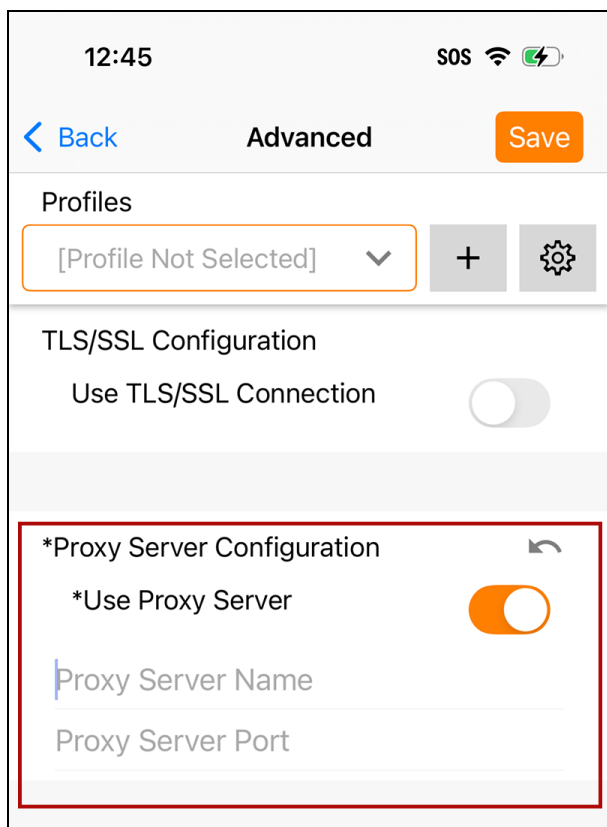 12:45 SOS
Back Advanced Save
Profiles
[Profile Not Selected] +
TLS/SSL Configuration
Use TLS/SSL Connection
*Proxy Server Configuration
*Use Proxy Server
Proxy Server Name
Proxy Server Port